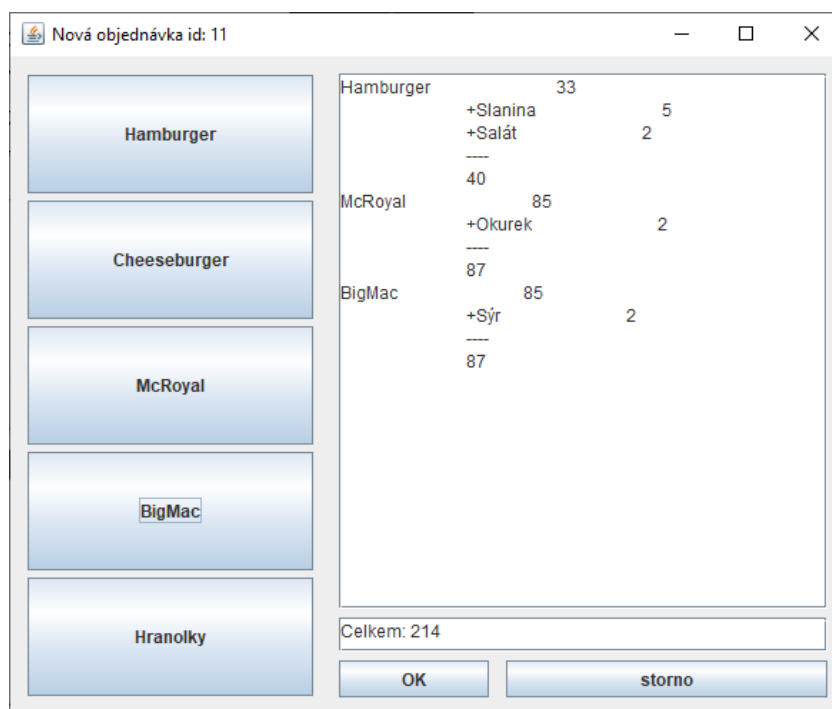 Nová objednávka id: 11
Hamburger
Cheeseburger
McRoyal
BigMac
Hranolky
Hamburger 33
+Slanina 5
+Salát 2
----
40
McRoyal 85
+Okurek 2
----
87
BigMac 85
+Sýr 2
----
87
Celkem: 214
OK storno